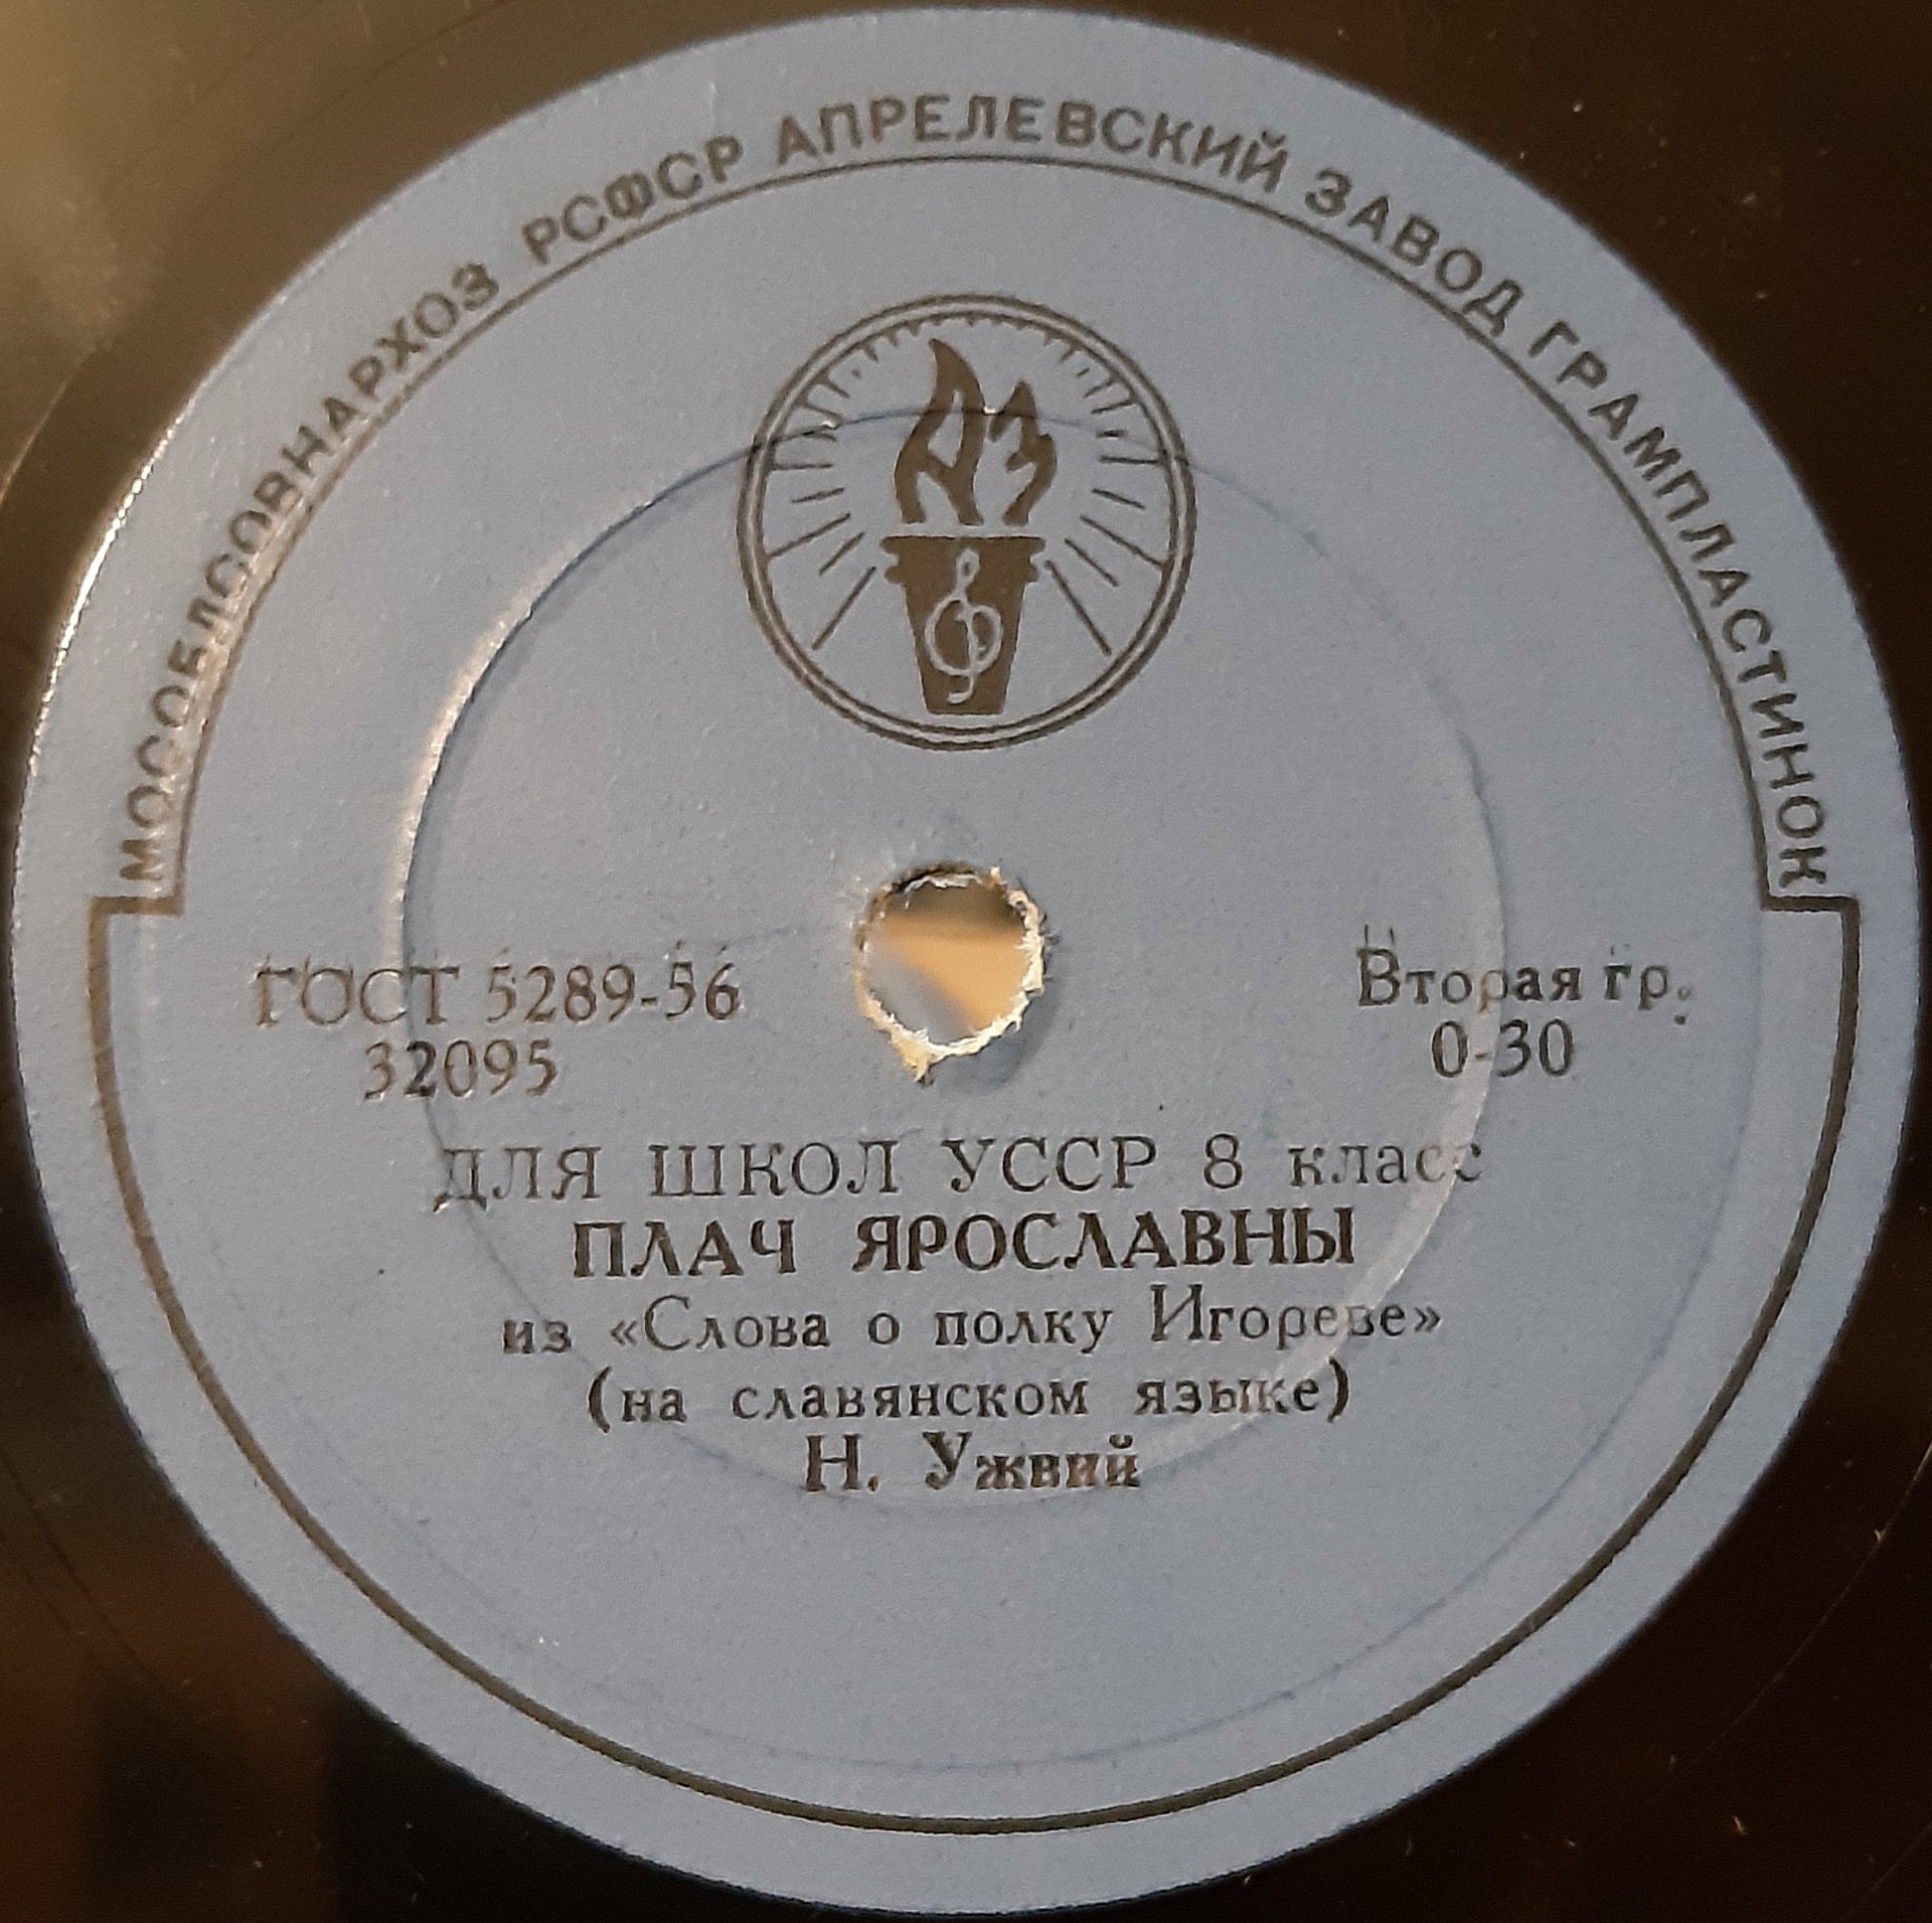 МОСОБЛСОВНАРХОЗ РСФСР АПРЕЛЕВСКИЙ ЗАВОД ГРАМПЛАСТИНОК
АЗ
ГОСТ 5289-56
32095
Вторая гр.
0-30
ДЛЯ ШКОЛ УССР 8 класс
ПЛАЧ ЯРОСЛАВНЫ
из «Слова о полку Игореве»
(на славянском языке)
Н. Ужвий